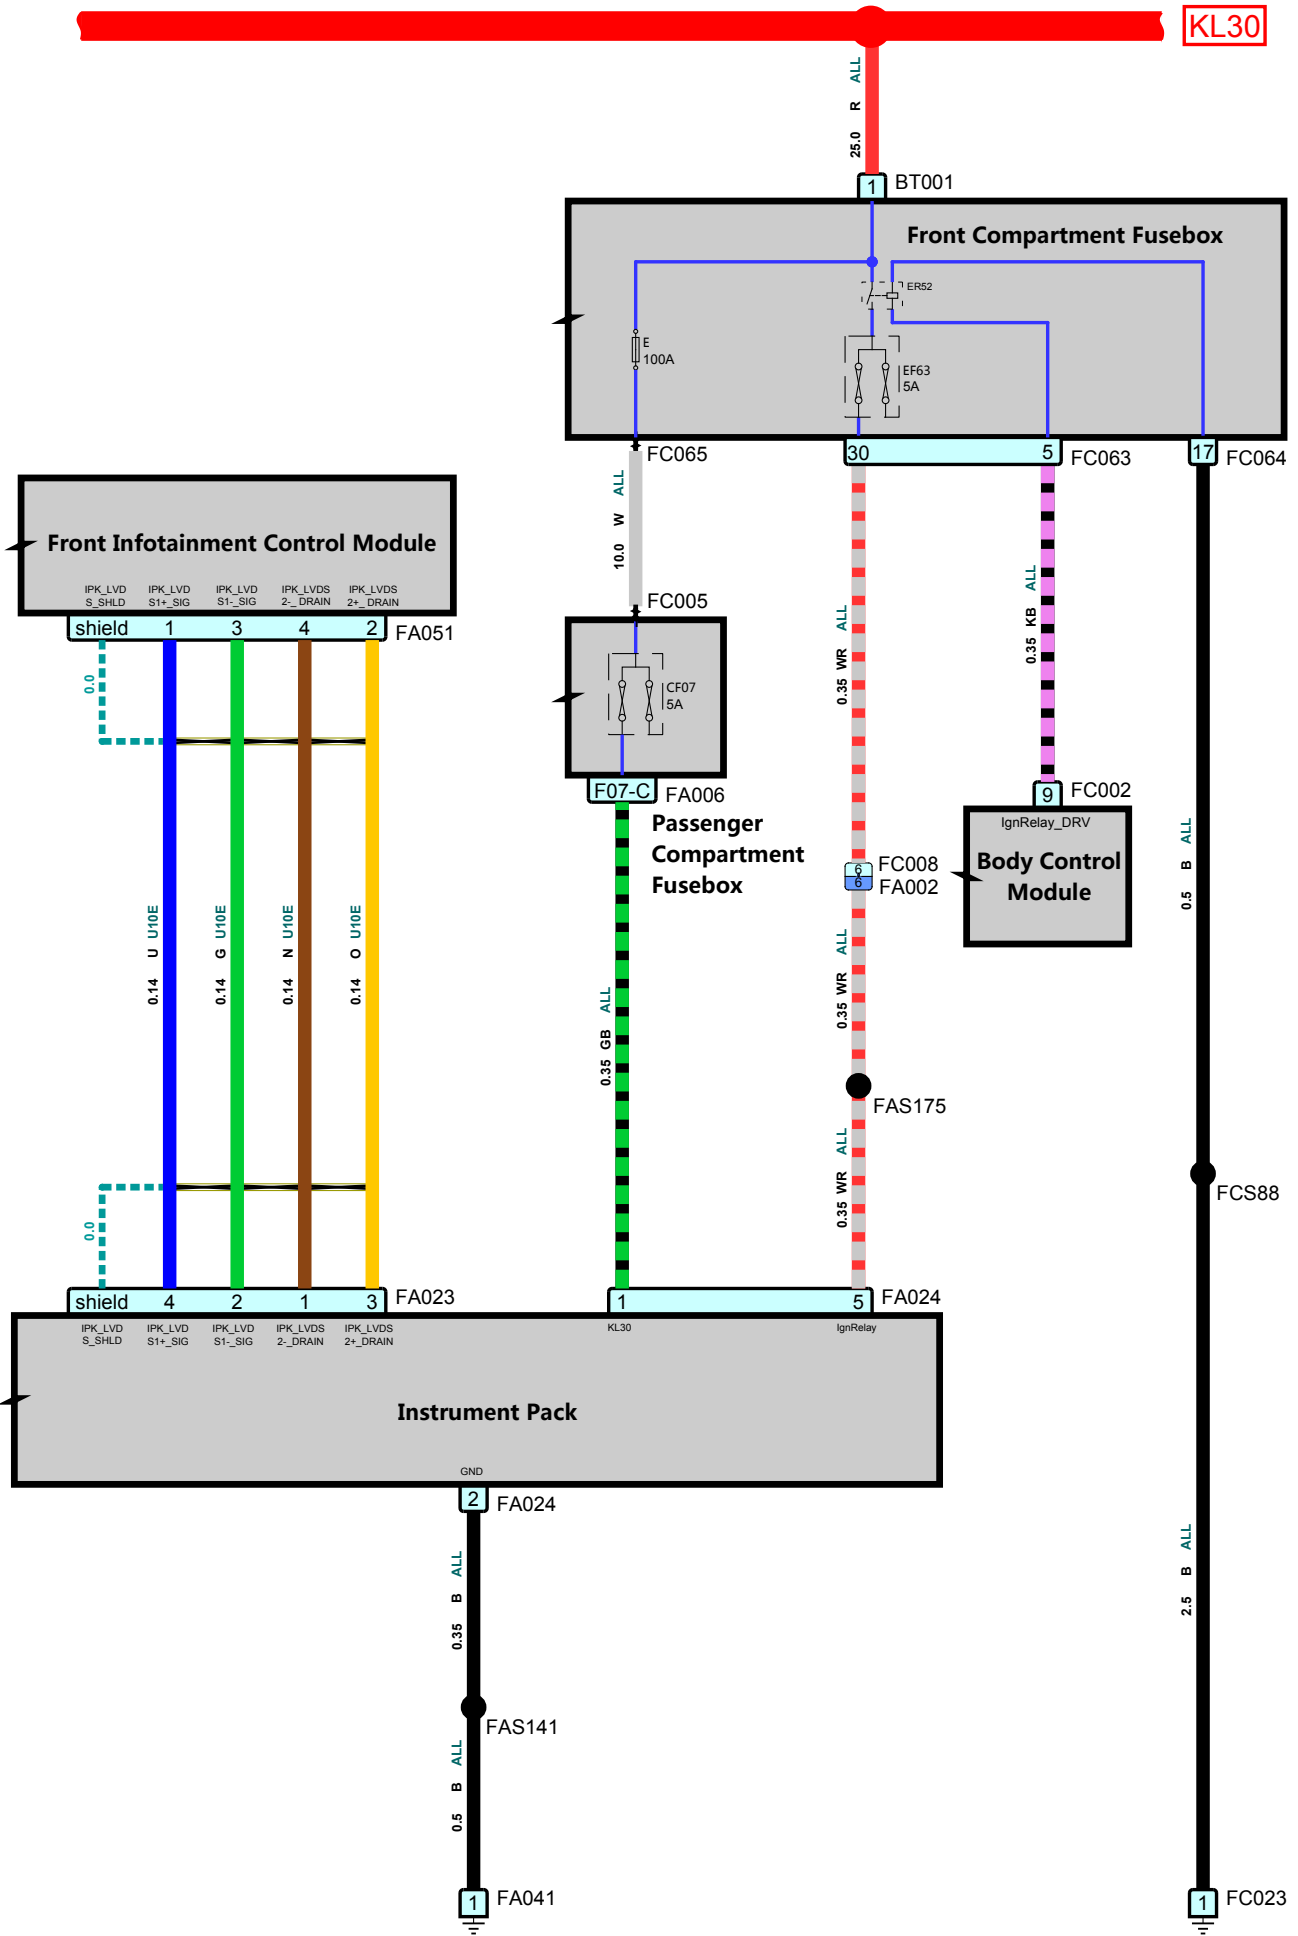 KL30
25.0 R ALL
1 BT001
Front Compartment Fusebox
ER52
E
100A
EF63
5A
FC065
30 5 FC063
17 FC064
10.0 W ALL
Front Infotainment Control Module
IPK_LVD
S_SHLD
IPK_LVD
S1+_SIG
IPK_LVD
S1-_SIG
IPK_LVDS
2-_DRAIN
IPK_LVDS
2+_DRAIN
shield 1 3 4 2 FA051
0.0
FC005
CF07
5A
F07-C FA006
Passenger
Compartment
Fusebox
0.35 WR ALL
0.35 KB ALL
9 FC002
IgnRelay_DRV
Body Control
Module
0.5 B ALL
6 FC008
6 FA002
0.14 U U10E
0.14 G U10E
0.14 N U10E
0.14 O U10E
0.35 GB ALL
0.35 WR ALL
FAS175
0.35 WR ALL
FCS88
0.0
shield 4 2 1 3 FA023
1 5 FA024
IPK_LVD
S_SHLD
IPK_LVD
S1+_SIG
IPK_LVD
S1-_SIG
IPK_LVDS
2-_DRAIN
IPK_LVDS
2+_DRAIN
KL30
IgnRelay
Instrument Pack
GND
2 FA024
0.35 B ALL
2.5 B ALL
FAS141
0.5 B ALL
1 FA041
1 FC023